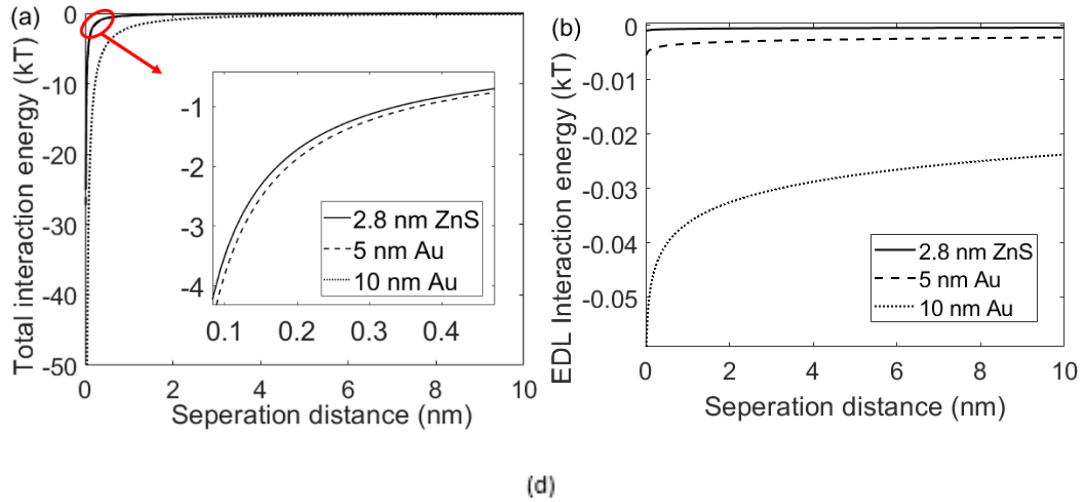 (a)
Total interaction energy (kT)
0
-10
-20
-30
-40
-50
-1
-2
-3
-4
2.8 nm ZnS
5 nm Au
10 nm Au
0.1 0.2 0.3 0.4
0 2 4 6 8 10
Seperation distance (nm)
(b)
EDL Interaction energy (kT)
0
-0.01
-0.02
-0.03
-0.04
-0.05
2.8 nm ZnS
5 nm Au
10 nm Au
0 2 4 6 8 10
Seperation distance (nm)
(d)